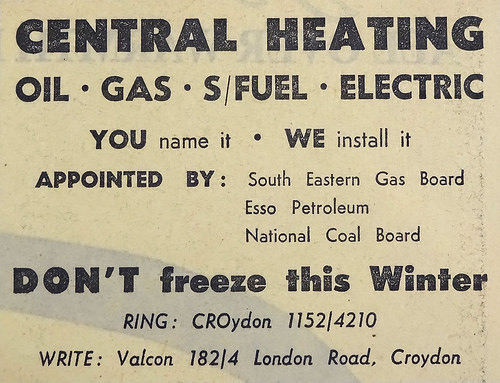 CENTRAL HEATING
OIL · GAS · S/FUEL · ELECTRIC
YOU name it · WE install it
APPOINTED BY: South Eastern Gas Board
Esso Petroleum
National Coal Board
DON'T freeze this Winter
RING: CROydon 1152/4210
WRITE: Valcon 182/4 London Road, Croydon